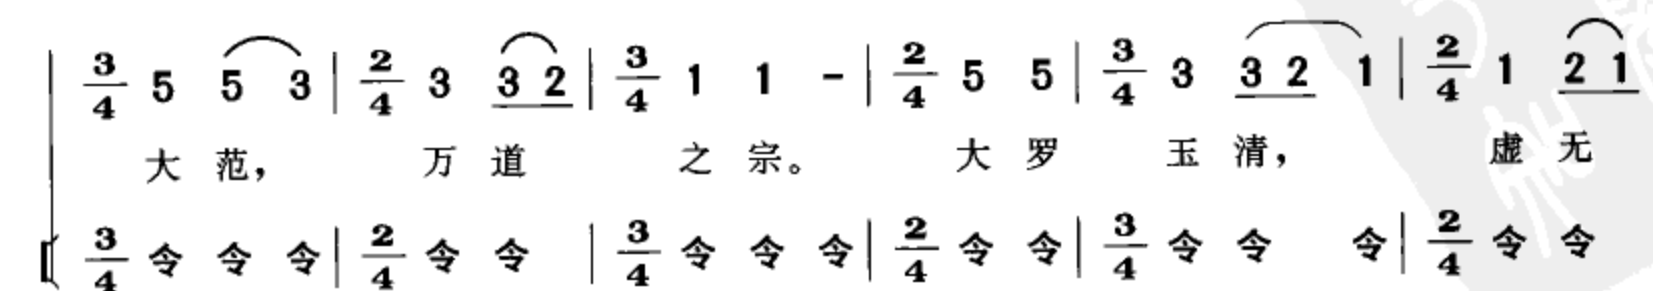 3/4 5 5 3 | 2/4 3 3 2 | 3/4 1 1 - | 2/4 5 5 | 3/4 3 3 2 1 | 2/4 1 2 1
大 范， 万 道 之 宗。 大 罗 玉 清， 虚 无
3/4 令 令 令 | 2/4 令 令 | 3/4 令 令 令 | 2/4 令 令 | 3/4 令 令 令 | 2/4 令 令